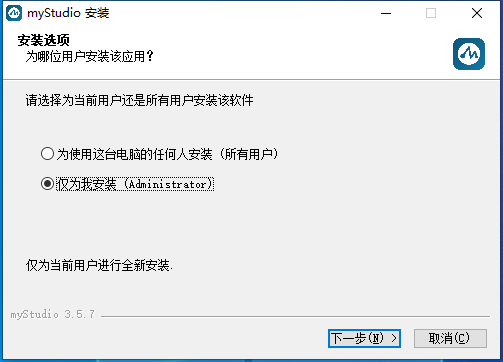 myStudio 安装
安装选项
为哪位用户安装该应用？
请选择为当前用户还是所有用户安装该软件
为使用这台电脑的任何人安装（所有用户）
仅为我安装 (Administrator)
仅为当前用户进行全新安装.
myStudio 3.5.7
下一步(N) >
取消(C)